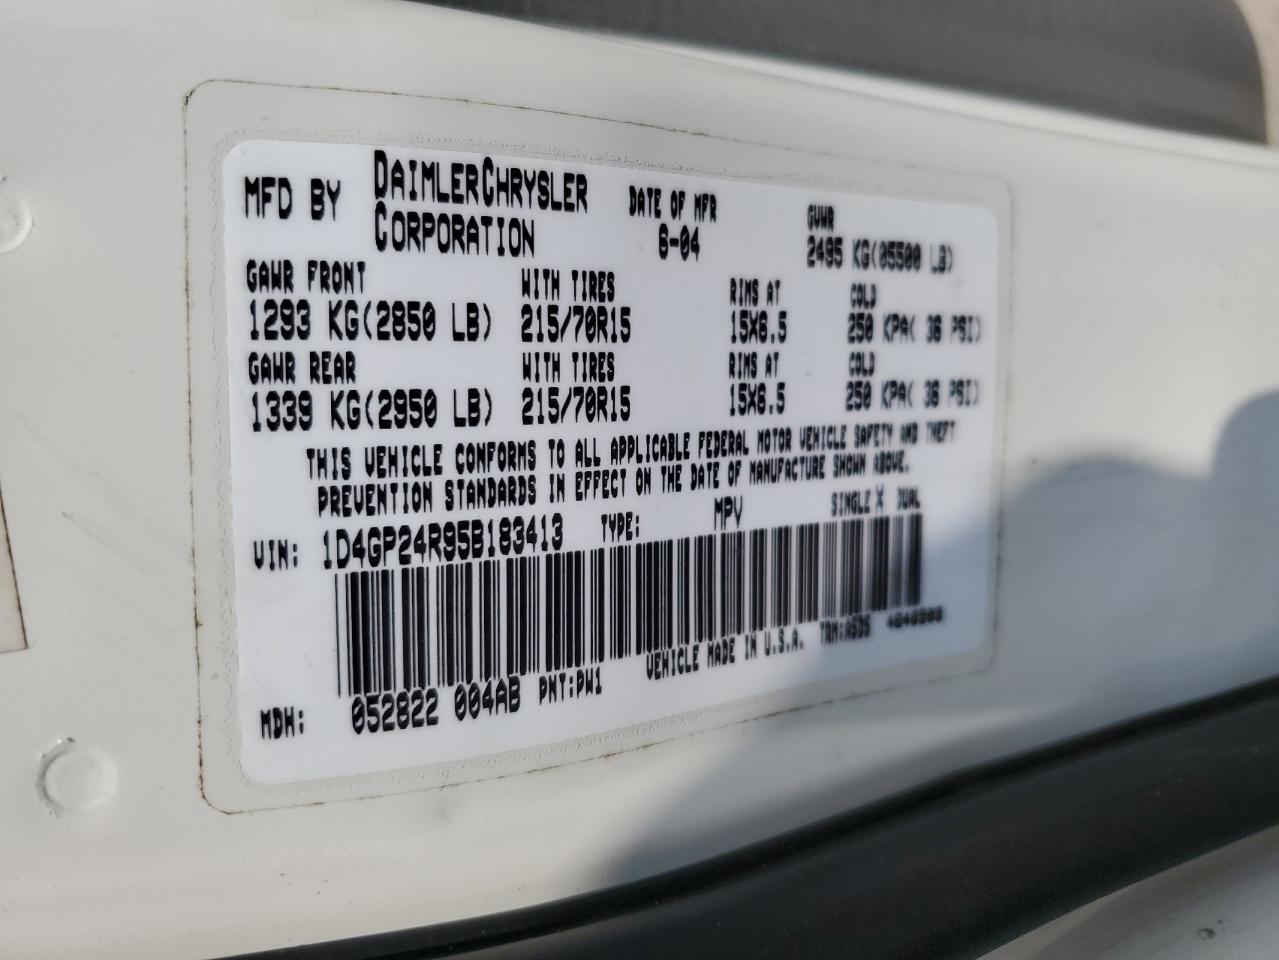 MFD BY DAIMLERCHRYSLER CORPORATION DATE OF MFR 6-04 GVWR 2495 KG(05500 LB)
GAWR FRONT WITH TIRES RIMS AT COLD
1293 KG(2850 LB) 215/70R15 15X6.5 250 KPA( 36 PSI)
GAWR REAR WITH TIRES RIMS AT COLD
1339 KG(2950 LB) 215/70R15 15X6.5 250 KPA( 36 PSI)
THIS VEHICLE CONFORMS TO ALL APPLICABLE FEDERAL MOTOR VEHICLE SAFETY AND THEFT
PREVENTION STANDARDS IN EFFECT ON THE DATE OF MANUFACTURE SHOWN ABOVE.
VIN: 1D4GP24R95B183413 TYPE: MPV SINGLE X DUAL
MDH: 052822 004AB PNT:PW1 VEHICLE MADE IN U.S.A.